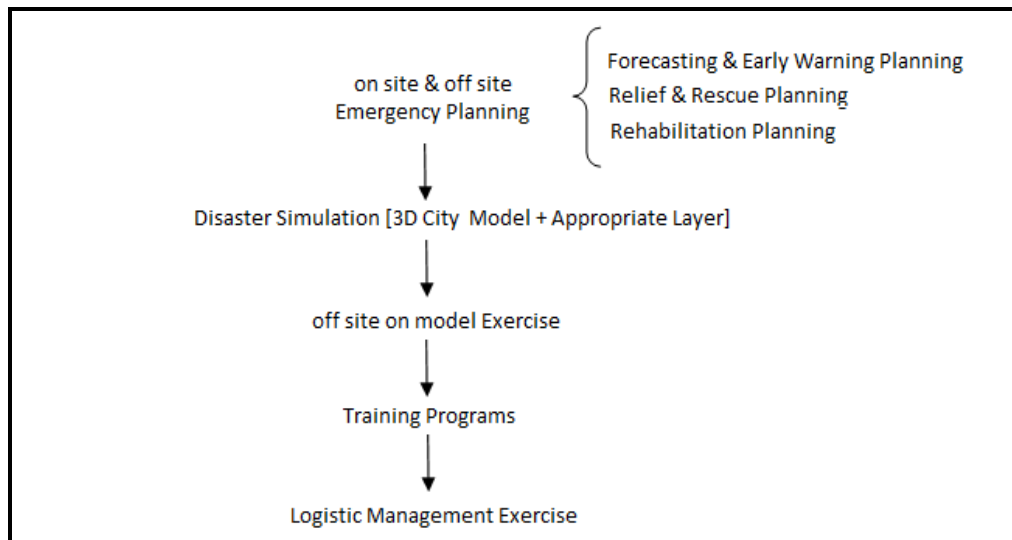 on site & off site
Emergency Planning
Forecasting & Early Warning Planning
Relief & Rescue Planning
Rehabilitation Planning
Disaster Simulation [3D City Model + Appropriate Layer]
off site on model Exercise
Training Programs
Logistic Management Exercise